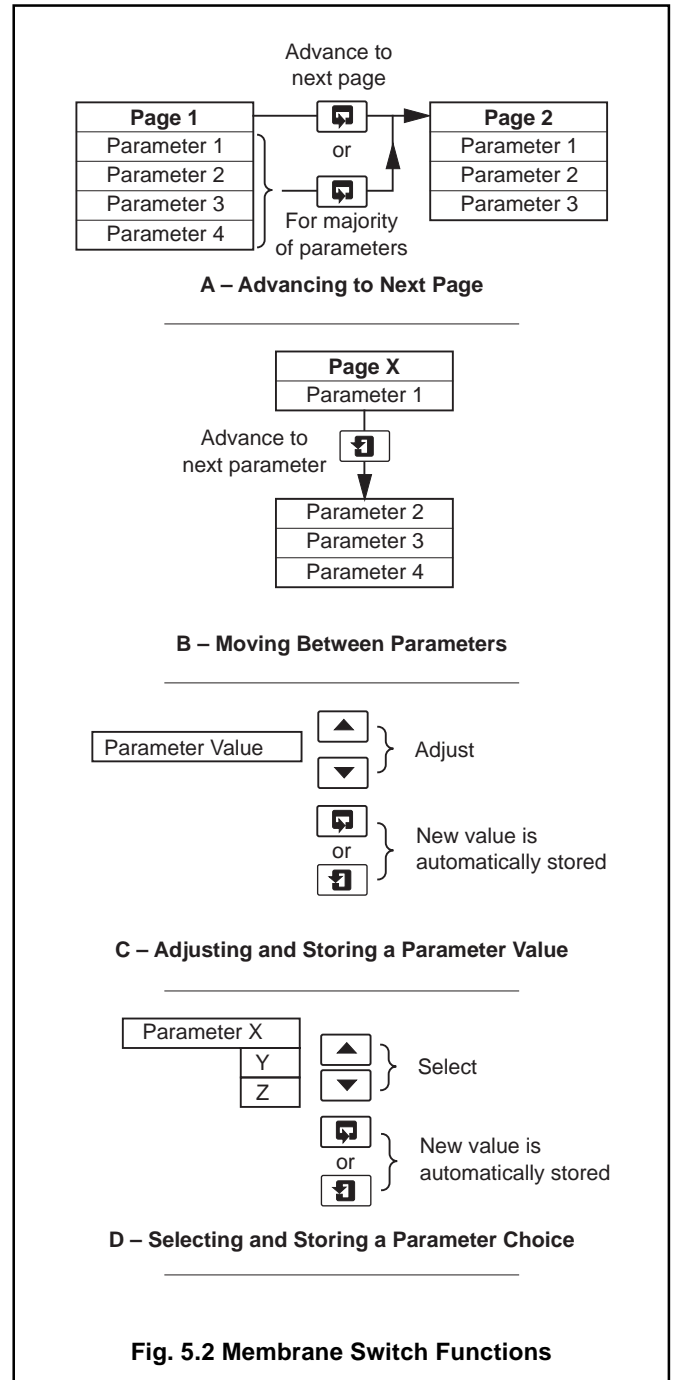 Advance to
next page
Page 1
Page 2
Parameter 1
or
Parameter 1
Parameter 2
Parameter 2
Parameter 3
Parameter 3
Parameter 4
For majority
of parameters
A – Advancing to Next Page
Page X
Parameter 1
Advance to
next parameter
Parameter 2
Parameter 3
Parameter 4
B – Moving Between Parameters
Parameter Value
Adjust
or
New value is
automatically stored
C – Adjusting and Storing a Parameter Value
Parameter X
Y
Z
Select
or
New value is
automatically stored
D – Selecting and Storing a Parameter Choice
Fig. 5.2 Membrane Switch Functions